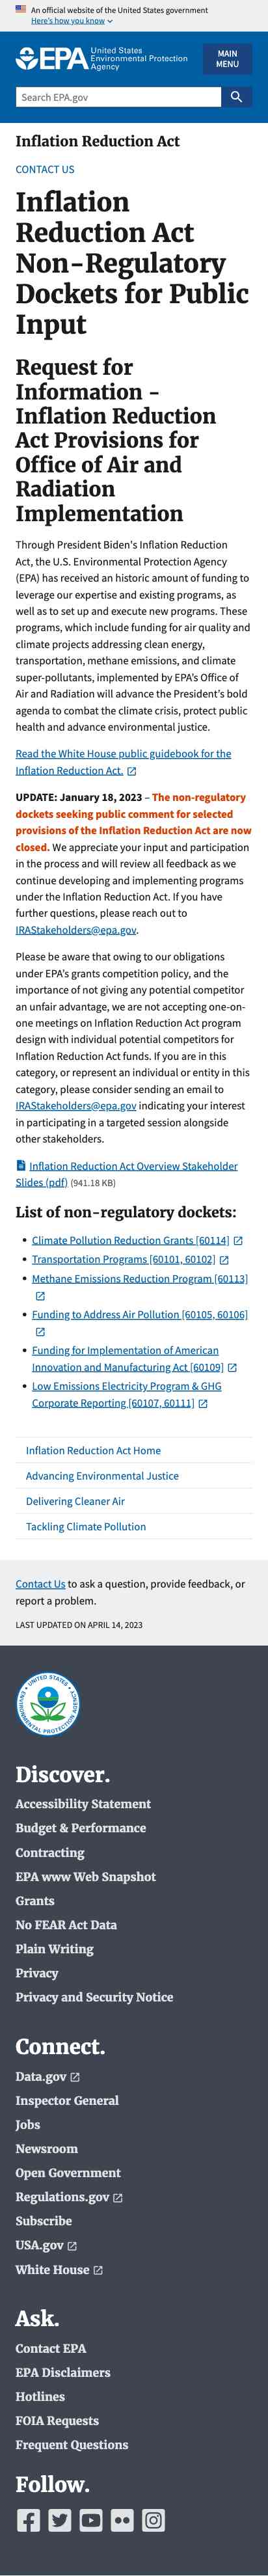 An official website of the United States government
Here's how you know
EPA United States
Environmental Protection
Agency
MAIN
MENU
Search EPA.gov
Inflation Reduction Act
CONTACT US
Inflation
Reduction Act
Non-Regulatory
Dockets for Public
Input
Request for
Information -
Inflation Reduction
Act Provisions for
Office of Air and
Radiation
Implementation
Through President Biden's Inflation Reduction
Act, the U.S. Environmental Protection Agency
(EPA) has received an historic amount of funding to
leverage our expertise and existing programs, as
well as to set up and execute new programs. These
programs, which include funding for air quality and
climate projects addressing clean energy,
transportation, methane emissions, and climate
super-pollutants, implemented by EPA's Office of
Air and Radiation will advance the President's bold
agenda to combat the climate crisis, protect public
health and advance environmental justice.
Read the White House public guidebook for the
Inflation Reduction Act.
UPDATE: January 18, 2023 – The non-regulatory
dockets seeking public comment for selected
provisions of the Inflation Reduction Act are now
closed. We appreciate your input and participation
in the process and will review all feedback as we
continue developing and implementing programs
under the Inflation Reduction Act. If you have
further questions, please reach out to
IRAStakeholders@epa.gov.
Please be aware that owing to our obligations
under EPA's grants competition policy, and the
importance of not giving any potential competitor
an unfair advantage, we are not accepting one-on-
one meetings on Inflation Reduction Act program
design with individual potential competitors for
Inflation Reduction Act funds. If you are in this
category, or represent an individual or entity in this
category, please consider sending an email to
IRAStakeholders@epa.gov indicating your interest
in participating in a targeted session alongside
other stakeholders.
Inflation Reduction Act Overview Stakeholder
Slides (pdf) (941.18 KB)
List of non-regulatory dockets:
• Climate Pollution Reduction Grants [60114]
• Transportation Programs [60101, 60102]
• Methane Emissions Reduction Program [60113]
• Funding to Address Air Pollution [60105, 60106]
• Funding for Implementation of American
Innovation and Manufacturing Act [60109]
• Low Emissions Electricity Program & GHG
Corporate Reporting [60107, 60111]
Inflation Reduction Act Home
Advancing Environmental Justice
Delivering Cleaner Air
Tackling Climate Pollution
Contact Us to ask a question, provide feedback, or
report a problem.
LAST UPDATED ON APRIL 14, 2023
UNITED STATES
ENVIRONMENTAL PROTECTION AGENCY
Discover.
Accessibility Statement
Budget & Performance
Contracting
EPA www Web Snapshot
Grants
No FEAR Act Data
Plain Writing
Privacy
Privacy and Security Notice
Connect.
Data.gov
Inspector General
Jobs
Newsroom
Open Government
Regulations.gov
Subscribe
USA.gov
White House
Ask.
Contact EPA
EPA Disclaimers
Hotlines
FOIA Requests
Frequent Questions
Follow.